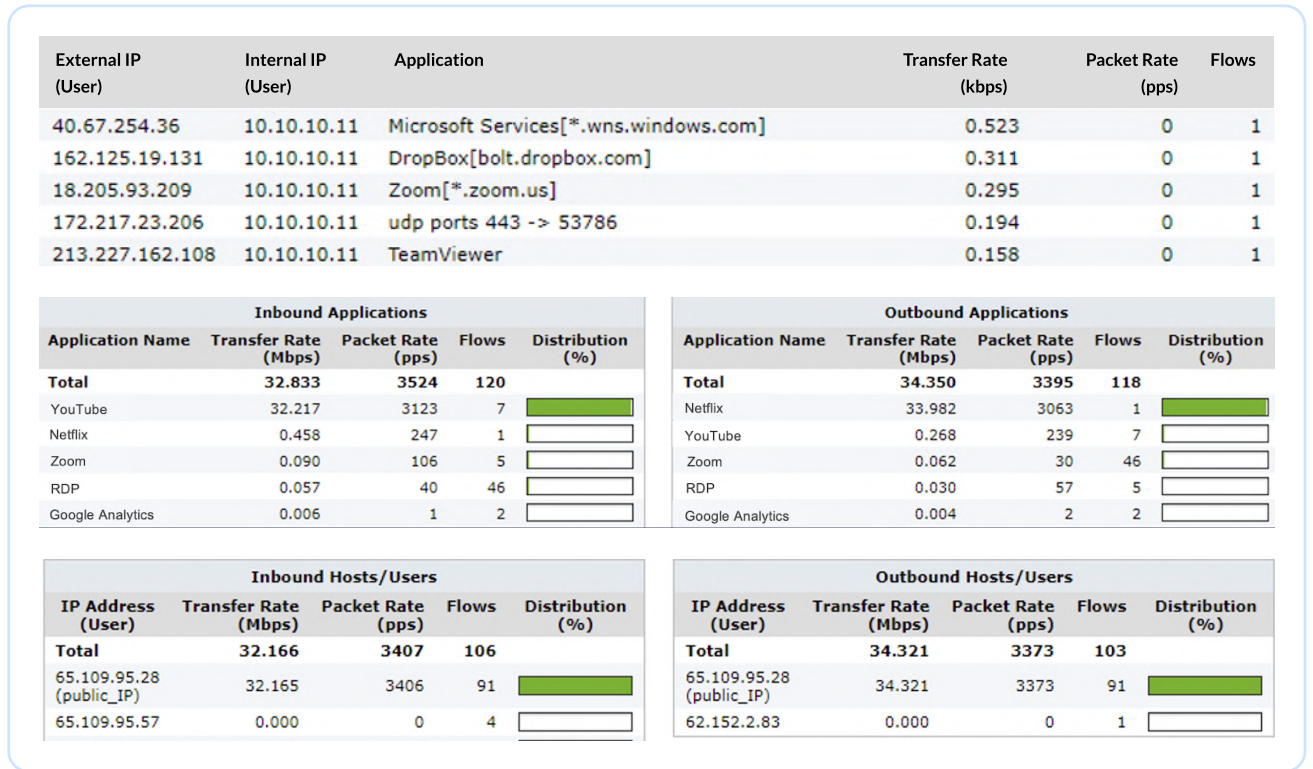 External IP (User) Internal IP (User) Application Transfer Rate (kbps) Packet Rate (pps) Flows
40.67.254.36 10.10.10.11 Microsoft Services[*.wns.windows.com] 0.523 0 1
162.125.19.131 10.10.10.11 DropBox[bolt.dropbox.com] 0.311 0 1
18.205.93.209 10.10.10.11 Zoom[*.zoom.us] 0.295 0 1
172.217.23.206 10.10.10.11 udp ports 443 -> 53786 0.194 0 1
213.227.162.108 10.10.10.11 TeamViewer 0.158 0 1
Inbound Applications
Application Name Transfer Rate (Mbps) Packet Rate (pps) Flows Distribution (%)
Total 32.833 3524 120
YouTube 32.217 3123 7
Netflix 0.458 247 1
Zoom 0.090 106 5
RDP 0.057 40 46
Google Analytics 0.006 1 2
Outbound Applications
Application Name Transfer Rate (Mbps) Packet Rate (pps) Flows Distribution (%)
Total 34.350 3395 118
Netflix 33.982 3063 1
YouTube 0.268 239 7
Zoom 0.062 30 46
RDP 0.030 57 5
Google Analytics 0.004 2 2
Inbound Hosts/Users
IP Address (User) Transfer Rate (Mbps) Packet Rate (pps) Flows Distribution (%)
Total 32.166 3407 106
65.109.95.28 (public_IP) 32.165 3406 91
65.109.95.57 0.000 0 4
Outbound Hosts/Users
IP Address (User) Transfer Rate (Mbps) Packet Rate (pps) Flows Distribution (%)
Total 34.321 3373 103
65.109.95.28 (public_IP) 34.321 3373 91
62.152.2.83 0.000 0 1